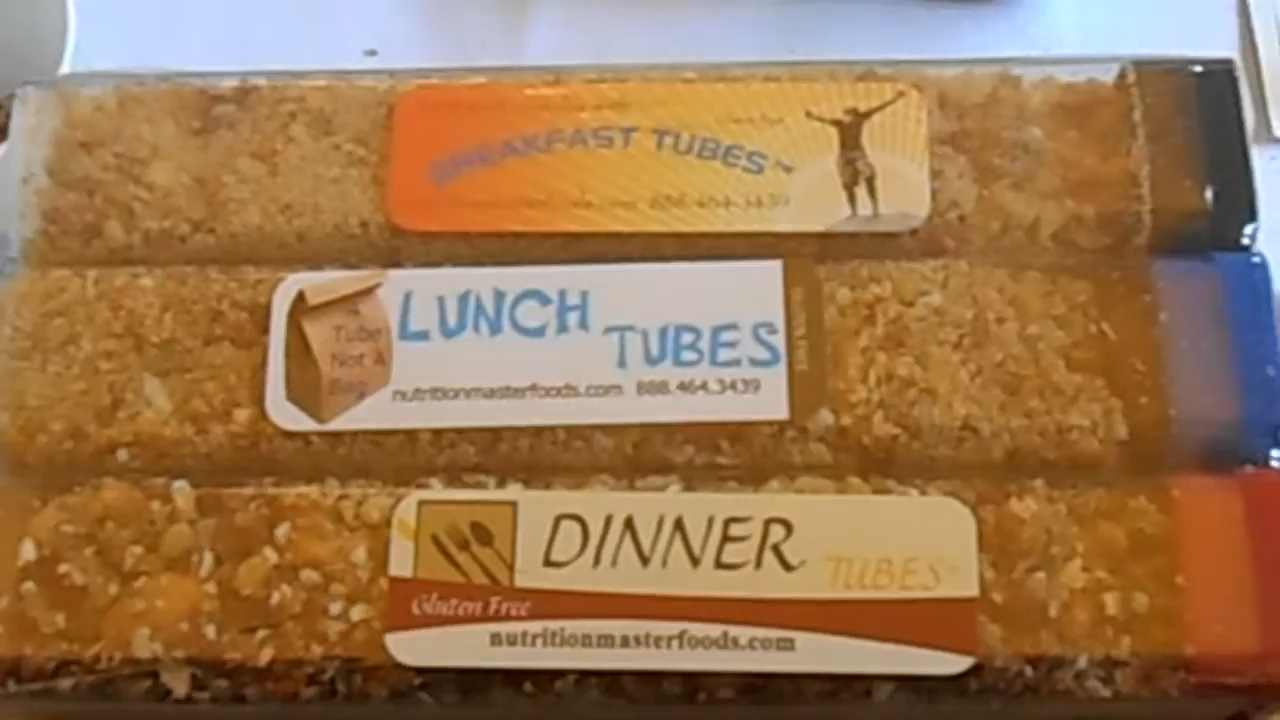 BREAKFAST TUBES
888.464.3439
A
Tube
Not A
Bag
LUNCH
TUBES
nutritionmasterfoods.com 888.464.3439
DINNER
TUBES
Gluten Free
nutritionmasterfoods.com